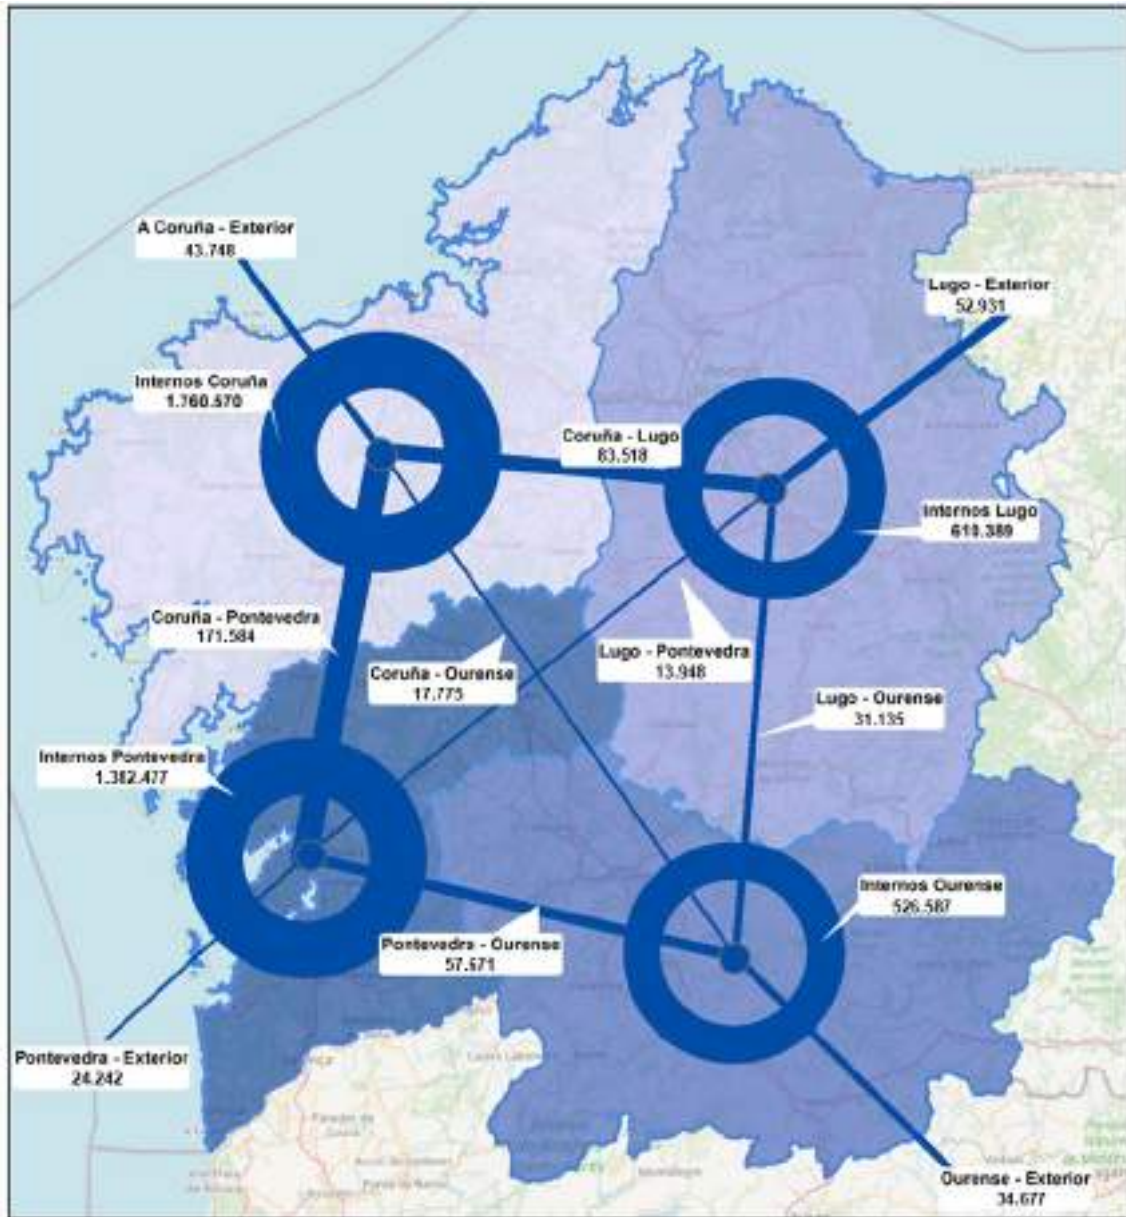 A Coruña - Exterior
43.748
Lugo - Exterior
52.931
Internos Coruña
1.760.570
Coruña - Lugo
83.518
Internos Lugo
610.389
Coruña - Pontevedra
171.584
Coruña - Ourense
17.775
Lugo - Pontevedra
13.948
Lugo - Ourense
31.135
Internos Pontevedra
1.382.477
Internos Ourense
526.587
Pontevedra - Ourense
57.671
Pontevedra - Exterior
24.242
Ourense - Exterior
34.677